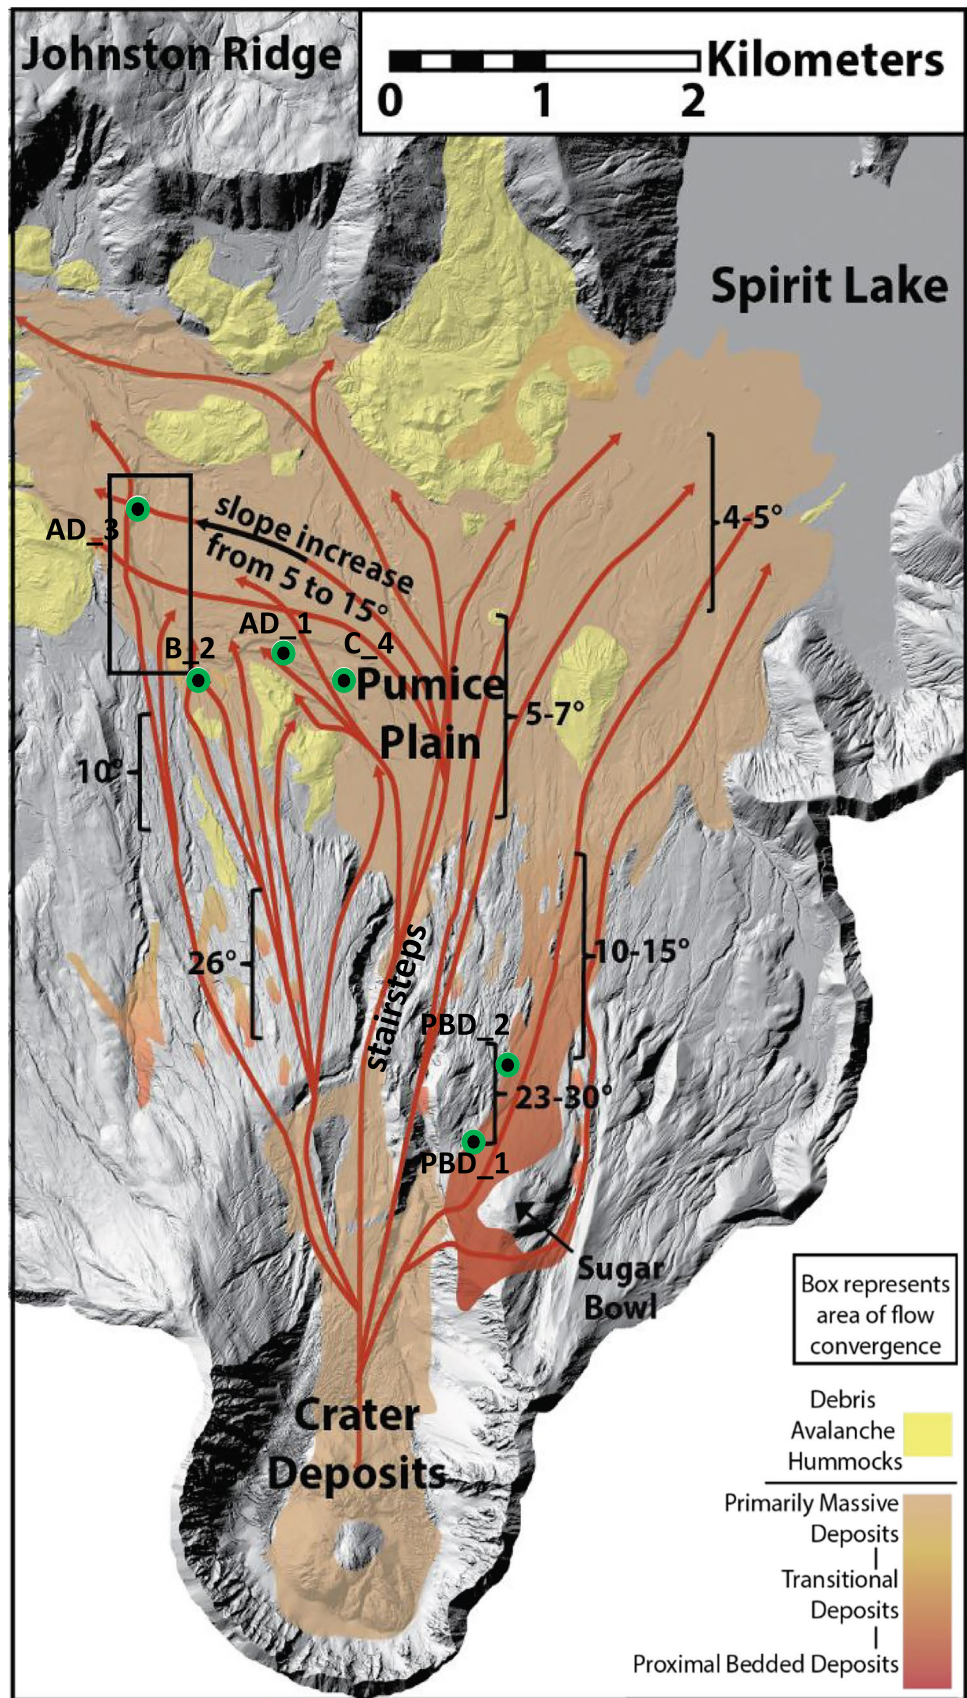 Johnston Ridge
Kilometers
0 1 2
Spirit Lake
slope increase
from 5 to 15°
4-5°
AD_3
AD_1
B_2
C_4
Pumice
Plain
5-7°
10°
26°
10-15°
stairsteps
PBD_2
23-30°
PBD_1
Sugar
Bowl
Box represents
area of flow
convergence
Crater
Deposits
Debris
Avalanche
Hummocks
Primarily Massive
Deposits
Transitional
Deposits
Proximal Bedded Deposits